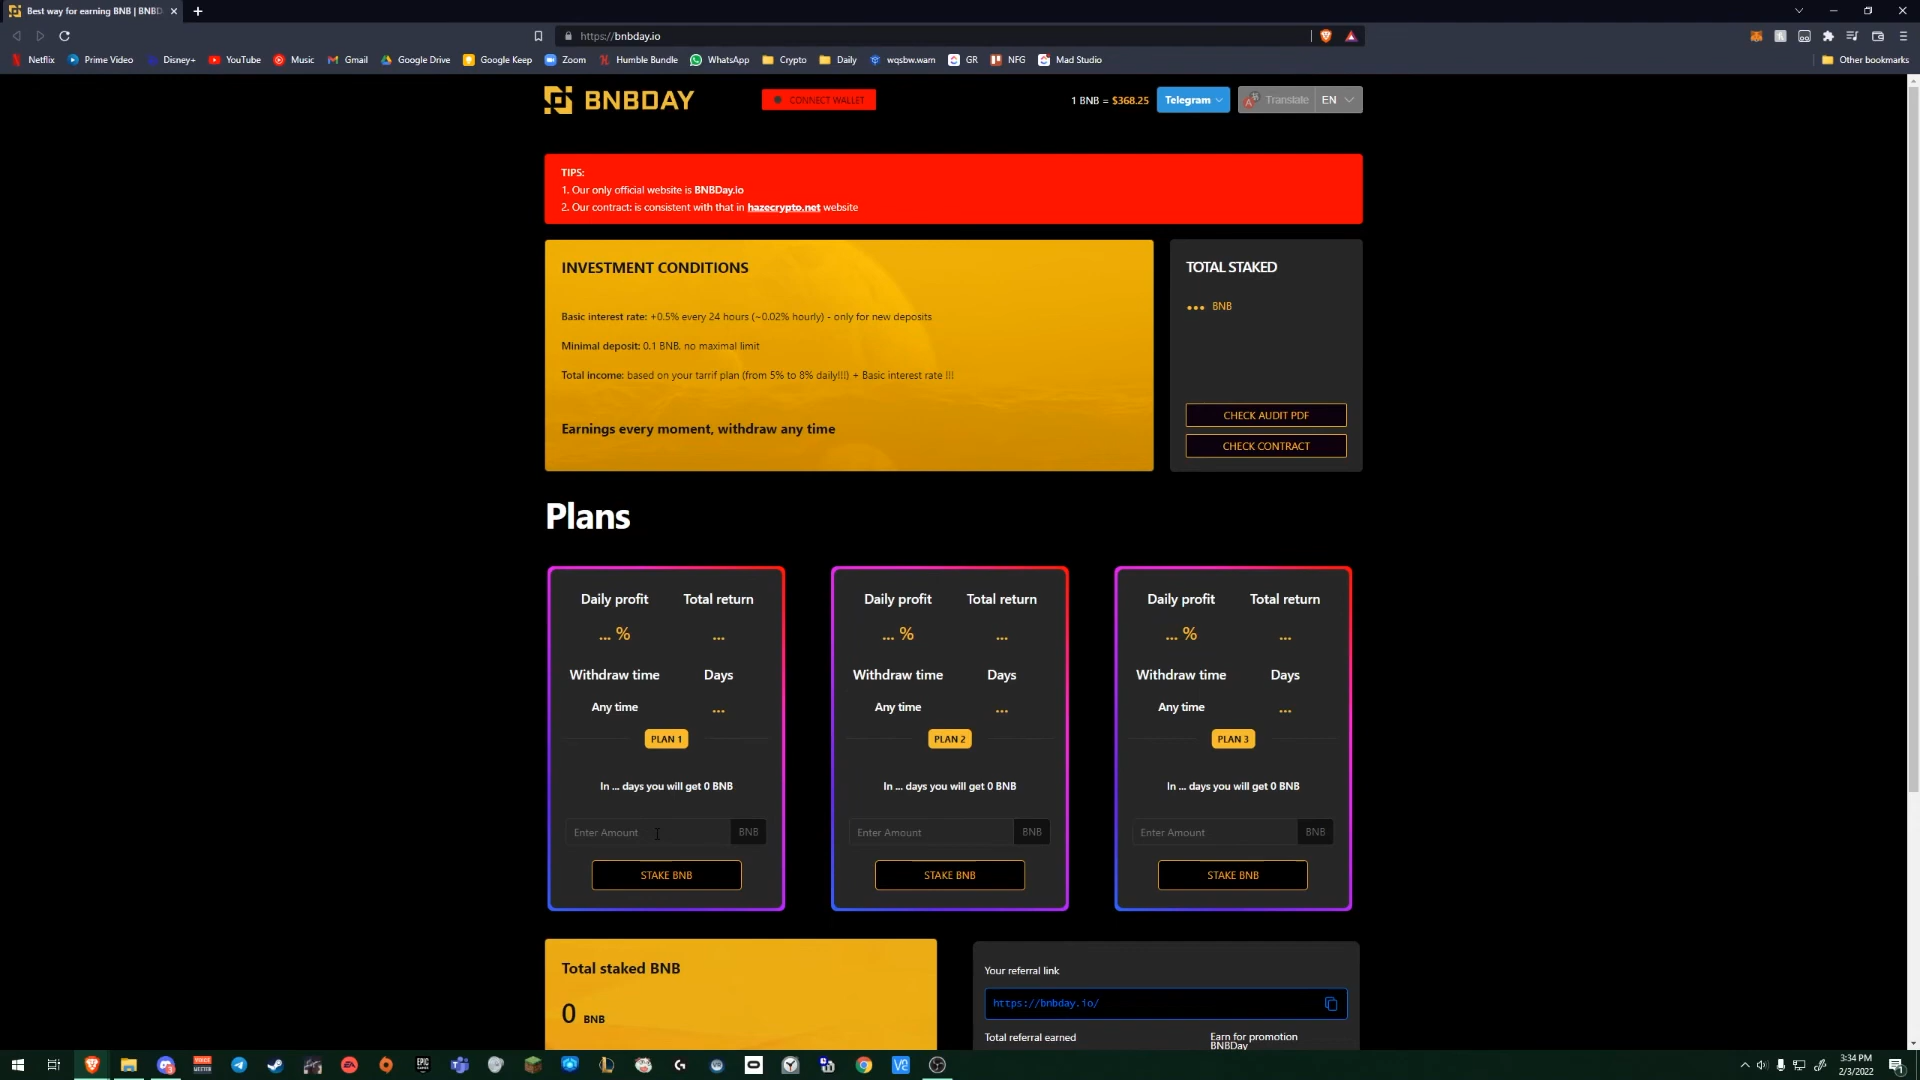 Best way for earning BNB | BNBD
https://bnbday.io
Netflix
Prime Video
Disney+
YouTube
Music
Gmail
Google Drive
Google Keep
Zoom
Humble Bundle
WhatsApp
Crypto
Daily
wqsbw.wam
GR
NFG
Mad Studio
Other bookmarks
BNBDAY
CONNECT WALLET
1 BNB = $368.25
Telegram
Translate
EN
TIPS:
1. Our only official website is BNBDay.io
2. Our contract: is consistent with that in hazecrypto.net website
INVESTMENT CONDITIONS
Basic interest rate: +0.5% every 24 hours (~0.02% hourly) - only for new deposits
Minimal deposit: 0.1 BNB, no maximal limit
Total income: based on your tarrif plan (from 5% to 8% daily!!!) + Basic interest rate !!!
Earnings every moment, withdraw any time
TOTAL STAKED
... BNB
CHECK AUDIT PDF
CHECK CONTRACT
Plans
Daily profit Total return
... % ...
Withdraw time Days
Any time ...
PLAN 1
In ... days you will get 0 BNB
Enter Amount BNB
STAKE BNB
Daily profit Total return
... % ...
Withdraw time Days
Any time ...
PLAN 2
In ... days you will get 0 BNB
Enter Amount BNB
STAKE BNB
Daily profit Total return
... % ...
Withdraw time Days
Any time ...
PLAN 3
In ... days you will get 0 BNB
Enter Amount BNB
STAKE BNB
Total staked BNB
0 BNB
Your referral link
https://bnbday.io/
Total referral earned
Earn for promotion
BNBDay
3:34 PM
2/3/2022